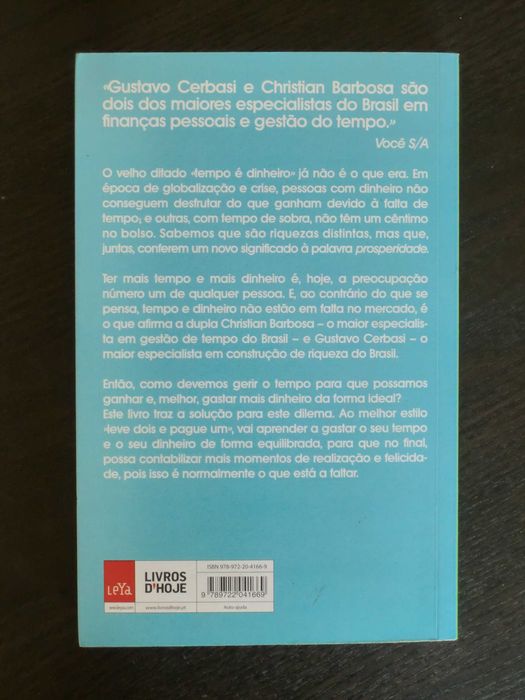 «Gustavo Cerbasi e Christian Barbosa são
dois dos maiores especialistas do Brasil em
finanças pessoais e gestão do tempo.»
Você S/A
O velho ditado «tempo é dinheiro» já não é o que era. Em
época de globalização e crise, pessoas com dinheiro não
conseguem desfrutar do que ganham devido à falta de
tempo; e outras, com tempo de sobra, não têm um cêntimo
no bolso. Sabemos que são riquezas distintas, mas que,
juntas, conferem um novo significado à palavra prosperidade.
Ter mais tempo e mais dinheiro é, hoje, a preocupação
número um de qualquer pessoa. E, ao contrário do que se
pensa, tempo e dinheiro não estão em falta no mercado, é
o que afirma a dupla Christian Barbosa – o maior especialis-
ta em gestão de tempo do Brasil – e Gustavo Cerbasi – o
maior especialista em construção de riqueza do Brasil.
Então, como devemos gerir o tempo para que possamos
ganhar e, melhor, gastar mais dinheiro da forma ideal?
Este livro traz a solução para este dilema. Ao melhor estilo
«leve dois e pague um», vai aprender a gastar o seu tempo
e o seu dinheiro de forma equilibrada, para que no final,
possa contabilizar mais momentos de realização e felicida-
de, pois isso é normalmente o que está a faltar.
ISBN 978-972-20-4166-9
LeYa
LIVROS
D'HOJE
9 789722 041669
www.leya.com
www.livrosdhoje.pt
Auto-ajuda